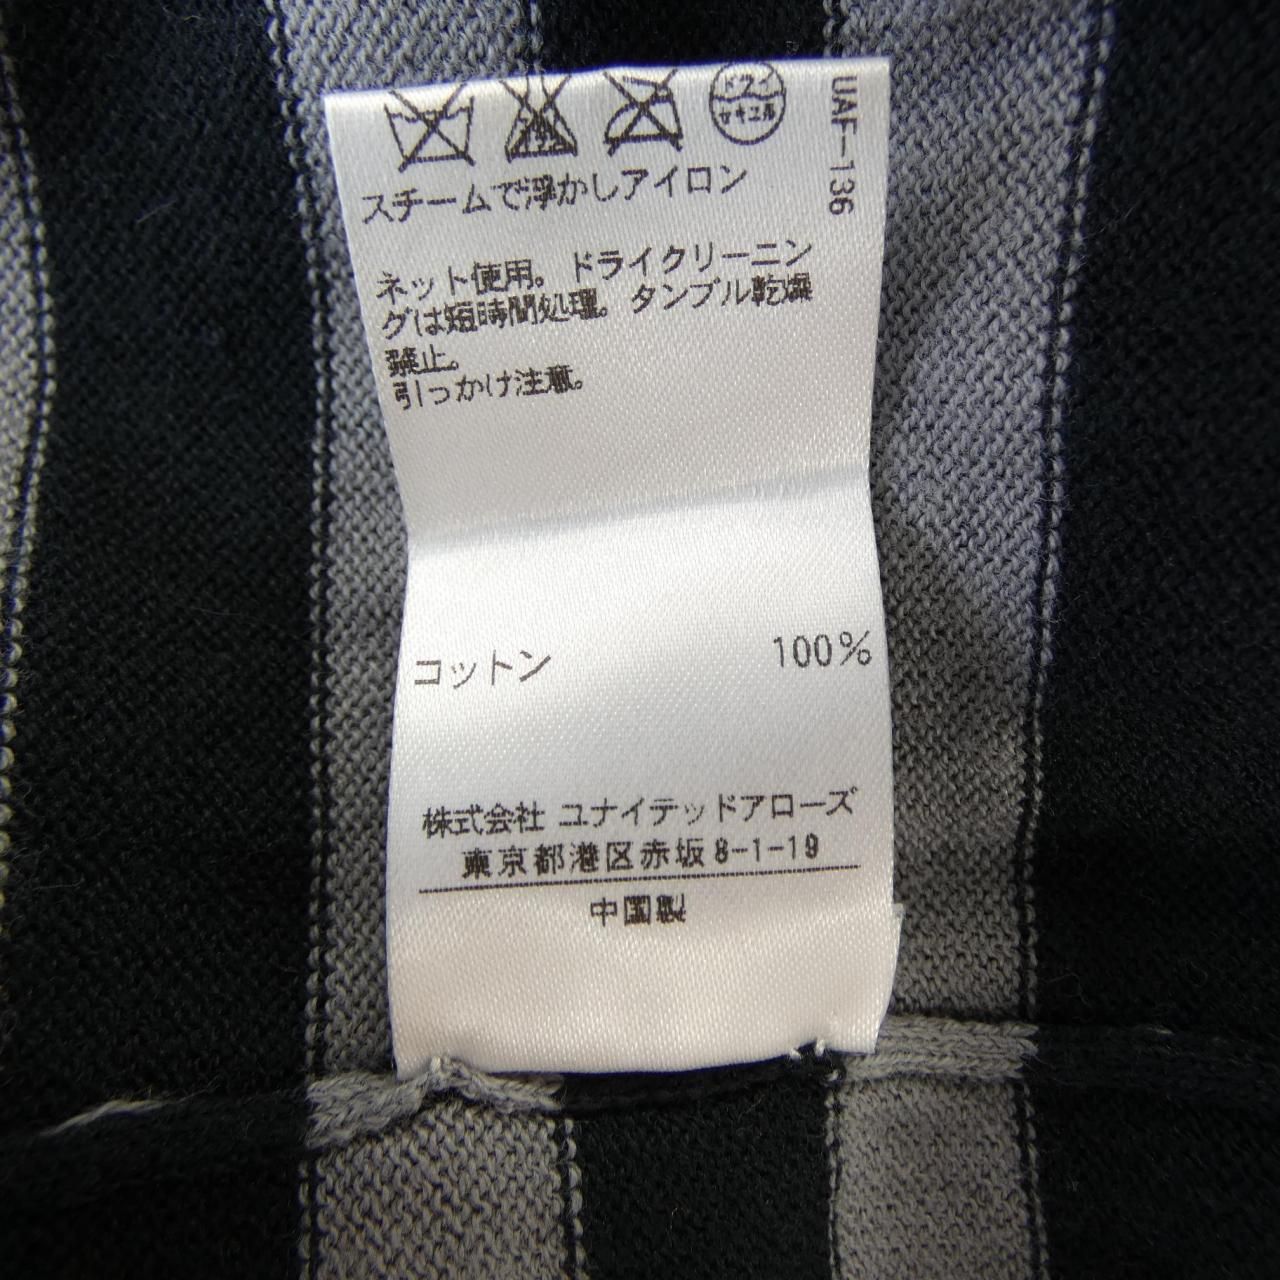 ドライ
セキユ系
UAF-136
スチームで浮かしアイロン
ネット使用。ドライクリーニン
グは短時間処理。タンブル乾燥
禁止。
引っかけ注意。
コットン 100%
株式会社 ユナイテッドアローズ
東京都港区赤坂8-1-19
中国製